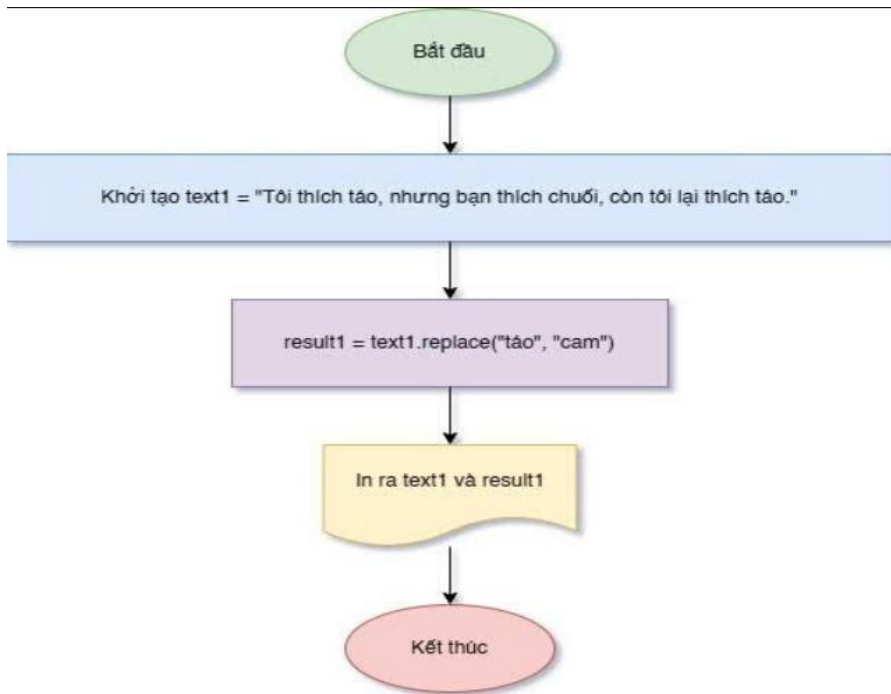 Bắt đầu
Khởi tạo text1 = "Tôi thích táo, nhưng bạn thích chuối, còn tôi lại thích táo."
result1 = text1.replace("táo", "cam")
In ra text1 và result1
Kết thúc